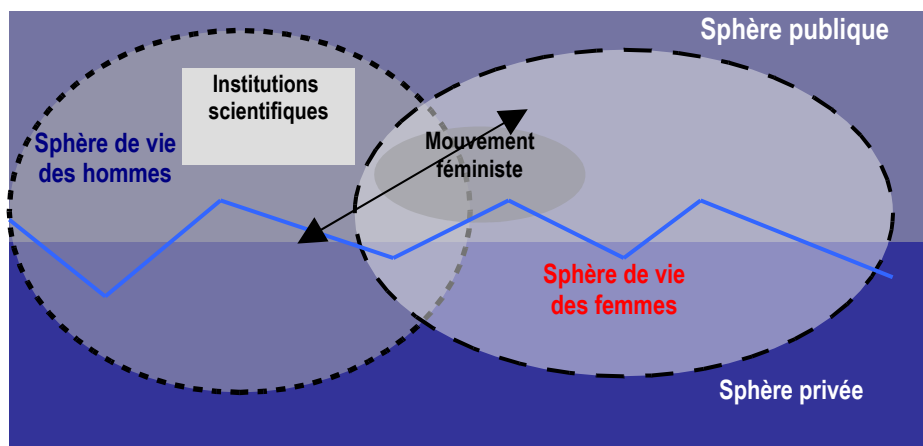 Sphère publique
Institutions
scientifiques
Sphère de vie
des hommes
Mouvement
féministe
Sphère de vie
des femmes
Sphère privée